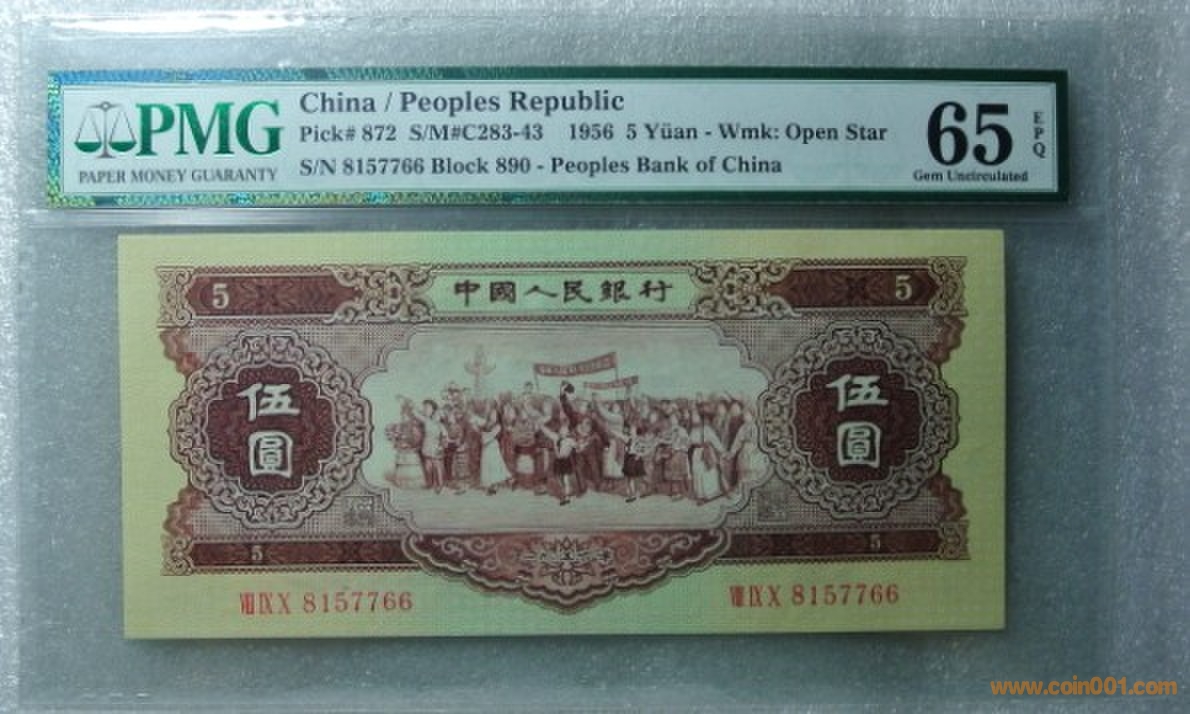 PMG
PAPER MONEY GUARANTY
China / Peoples Republic
Pick# 872 S/M#C283-43 1956 5 Yüan - Wmk: Open Star
S/N 8157766 Block 890 - Peoples Bank of China
65
EPQ
Gem Uncirculated
5 中國人民銀行 5
伍圓 伍圓
5 5
ⅧⅨⅩ 8157766 ⅧⅨⅩ 8157766
www.coin001.com